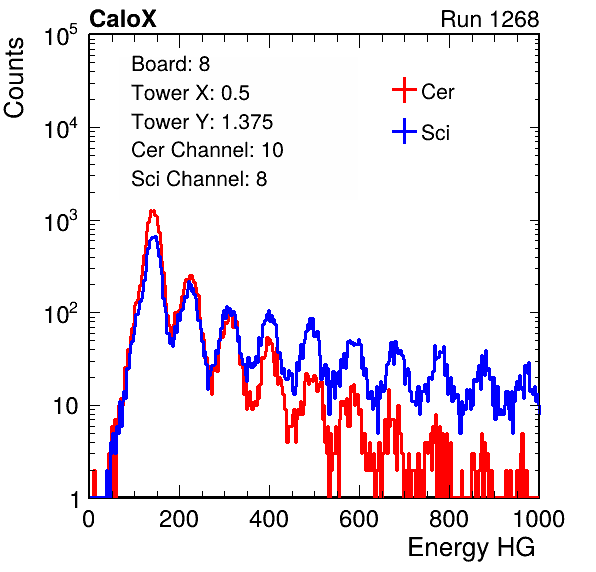 CaloX Run 1268
Board: 8
Tower X: 0.5
Tower Y: 1.375
Cer Channel: 10
Sci Channel: 8
Cer
Sci
Counts
10^5
10^4
10^3
10^2
10
1
0 200 400 600 800 1000
Energy HG